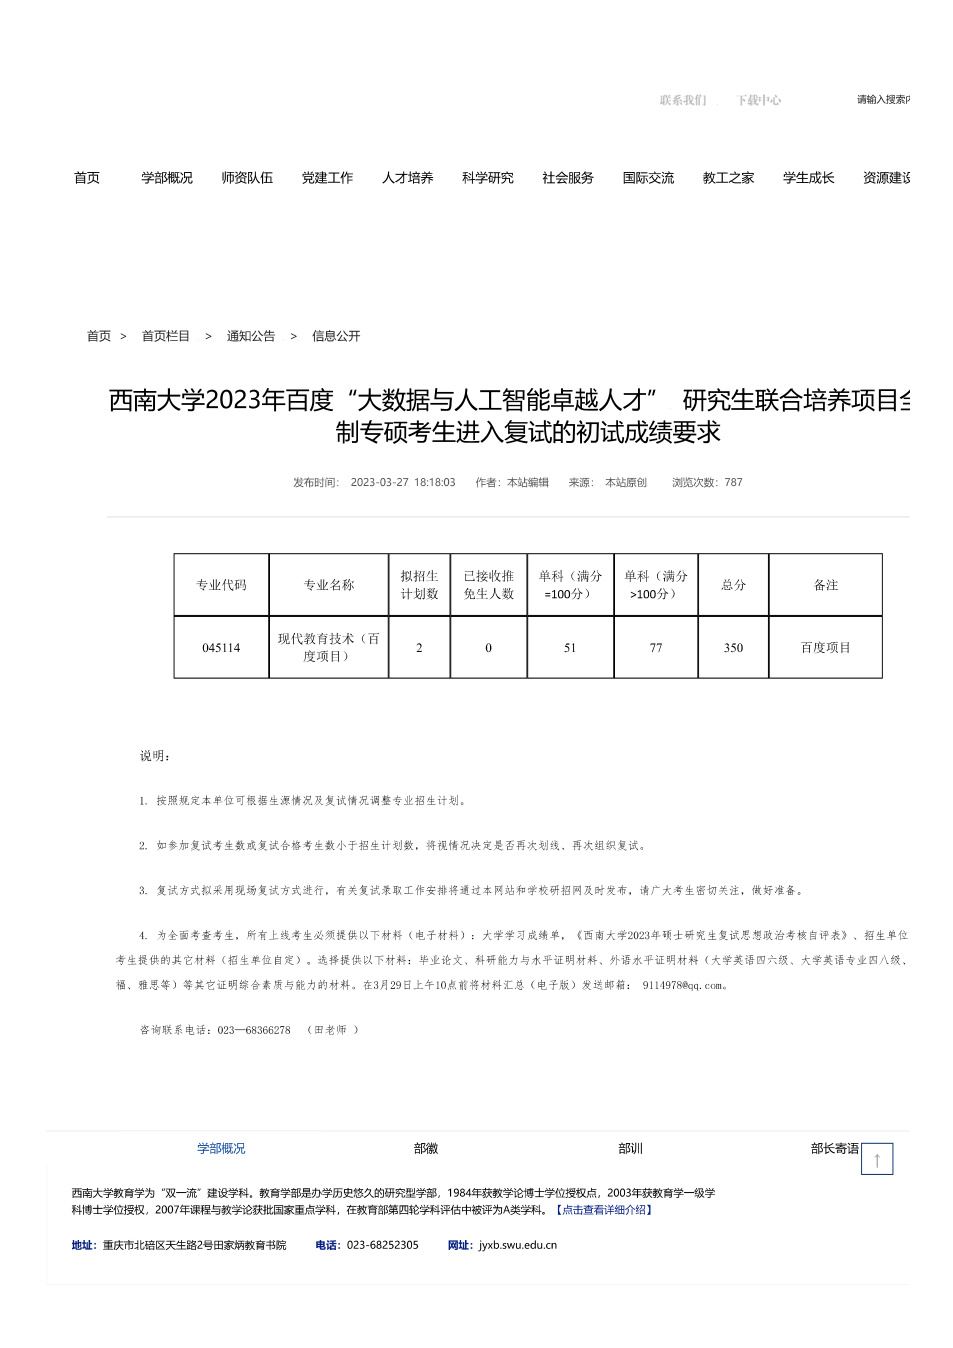 联系我们 下载中心 请输入搜索内
首页 学部概况 师资队伍 党建工作 人才培养 科学研究 社会服务 国际交流 教工之家 学生成长 资源建设
首页 > 首页栏目 > 通知公告 > 信息公开
西南大学2023年百度“大数据与人工智能卓越人才” 研究生联合培养项目全
制专硕考生进入复试的初试成绩要求
发布时间： 2023-03-27 18:18:03 作者：本站编辑 来源： 本站原创 浏览次数：787
专业代码 专业名称 拟招生计划数 已接收推免生人数 单科（满分=100分） 单科（满分>100分） 总分 备注
045114 现代教育技术（百度项目） 2 0 51 77 350 百度项目
说明：
1. 按照规定本单位可根据生源情况及复试情况调整专业招生计划。
2. 如参加复试考生数或复试合格考生数小于招生计划数，将视情况决定是否再次划线、再次组织复试。
3. 复试方式拟采用现场复试方式进行，有关复试录取工作安排将通过本网站和学校研招网及时发布，请广大考生密切关注，做好准备。
4. 为全面考查考生，所有上线考生必须提供以下材料（电子材料）：大学学习成绩单，《西南大学2023年硕士研究生复试思想政治考核自评表》、招生单位
考生提供的其它材料（招生单位自定）。选择提供以下材料：毕业论文、科研能力与水平证明材料、外语水平证明材料（大学英语四六级、大学英语专业四八级、
福、雅思等）等其它证明综合素质与能力的材料。在3月29日上午10点前将材料汇总（电子版）发送邮箱： 9114978@qq.com。
咨询联系电话：023—68366278 （田老师 ）
学部概况 部徽 部训 部长寄语
↑
西南大学教育学为“双一流”建设学科。教育学部是办学历史悠久的研究型学部，1984年获教学论博士学位授权点，2003年获教育学一级学
科博士学位授权，2007年课程与教学论获批国家重点学科，在教育部第四轮学科评估中被评为A类学科。【点击查看详细介绍】
地址：重庆市北碚区天生路2号田家炳教育书院 电话：023-68252305 网址：jyxb.swu.edu.cn